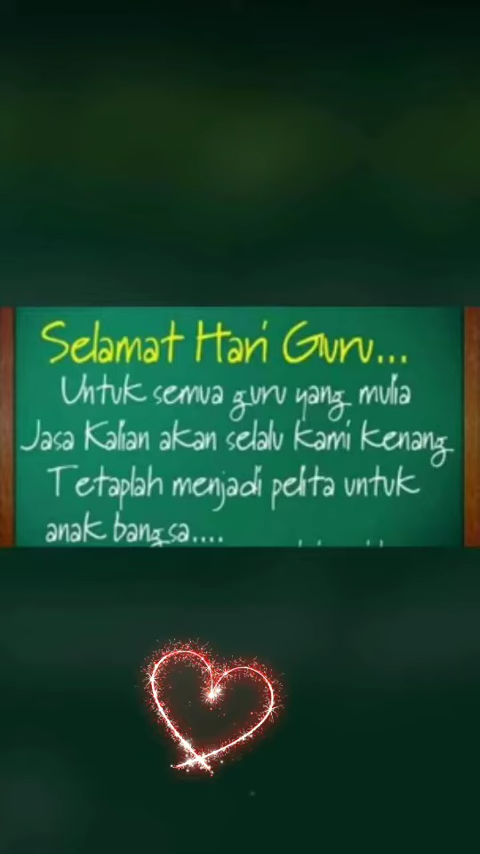 Selamat Hari Guru...
Untuk semua guru yang mulia
Jasa Kalian akan selalu kami kenang
Tetaplah menjadi pelita untuk
anak bangsa....